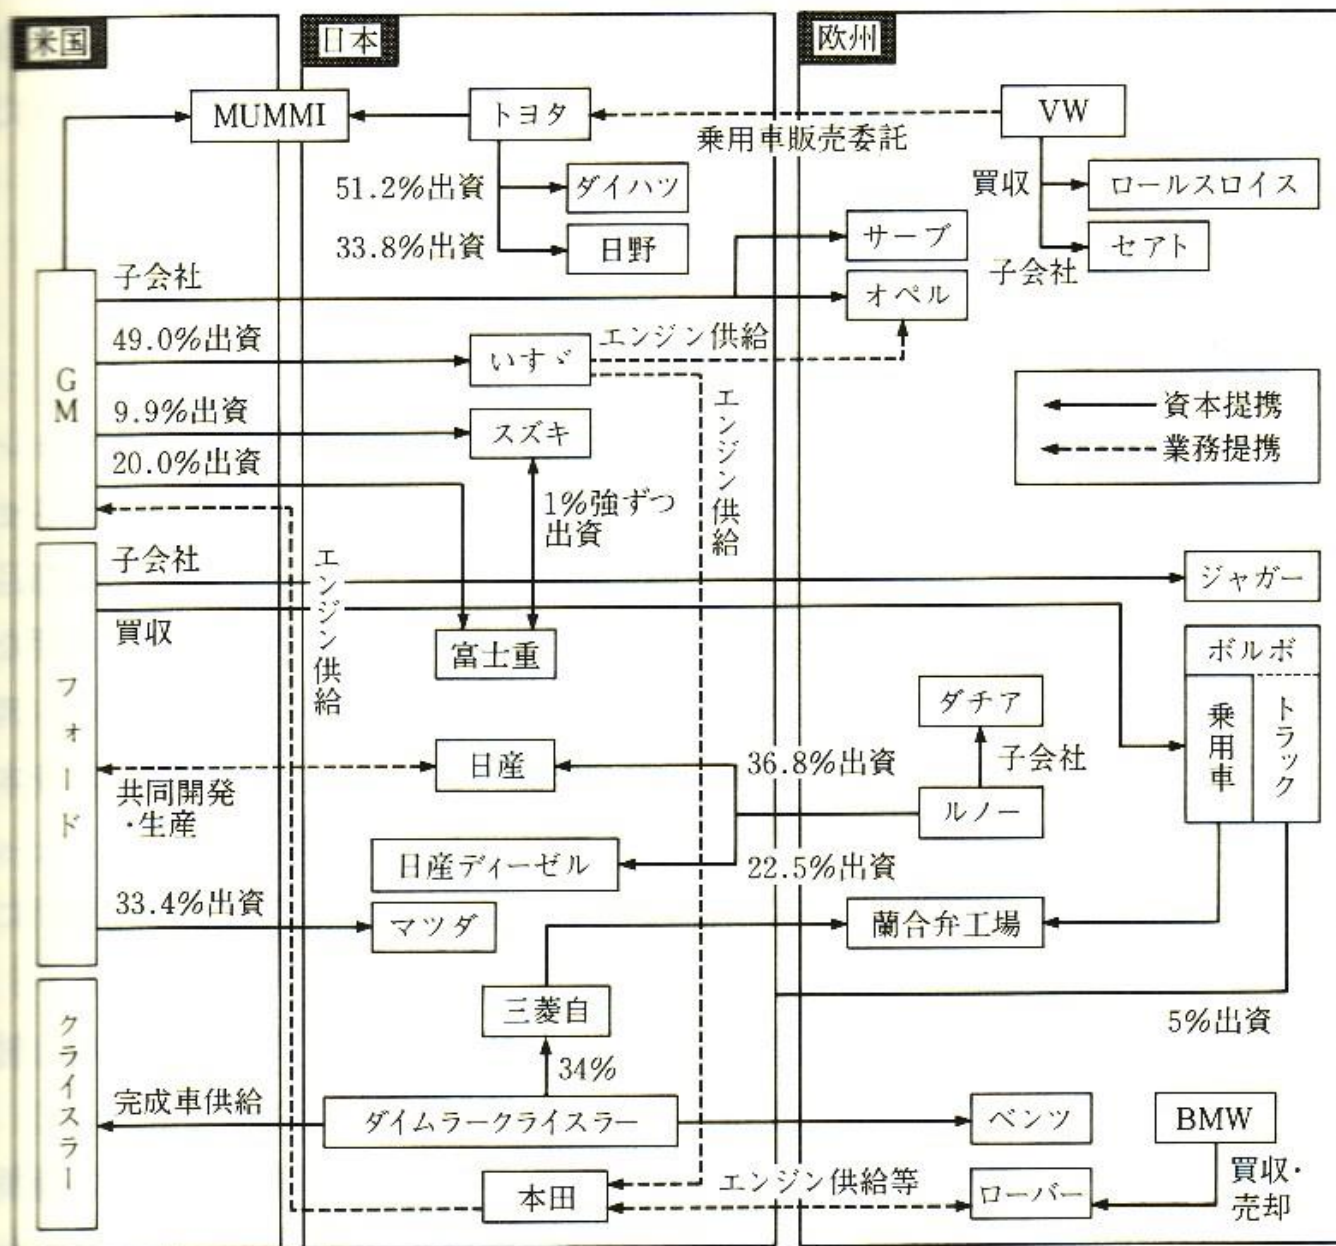 米国
日本
欧州
MUMMI
トヨタ
VW
乗用車販売委託
51.2%出資
ダイハツ
買収
ロールスロイス
33.8%出資
日野
サーブ
セアト
子会社
子会社
オペル
49.0%出資
いすゞ
エンジン供給
GM
9.9%出資
スズキ
エンジン供給
資本提携
業務提携
20.0%出資
1%強ずつ
出資
子会社
エンジン供給
ジャガー
買収
富士重
ボルボ
乗用車
トラック
フォード
ダチア
日産
36.8%出資
子会社
共同開発
・生産
ルノー
日産ディーゼル
22.5%出資
33.4%出資
マツダ
蘭合弁工場
三菱自
5%出資
クライスラー
34%
完成車供給
ダイムラークライスラー
ベンツ
BMW
本田
エンジン供給等
ローバー
買収・
売却